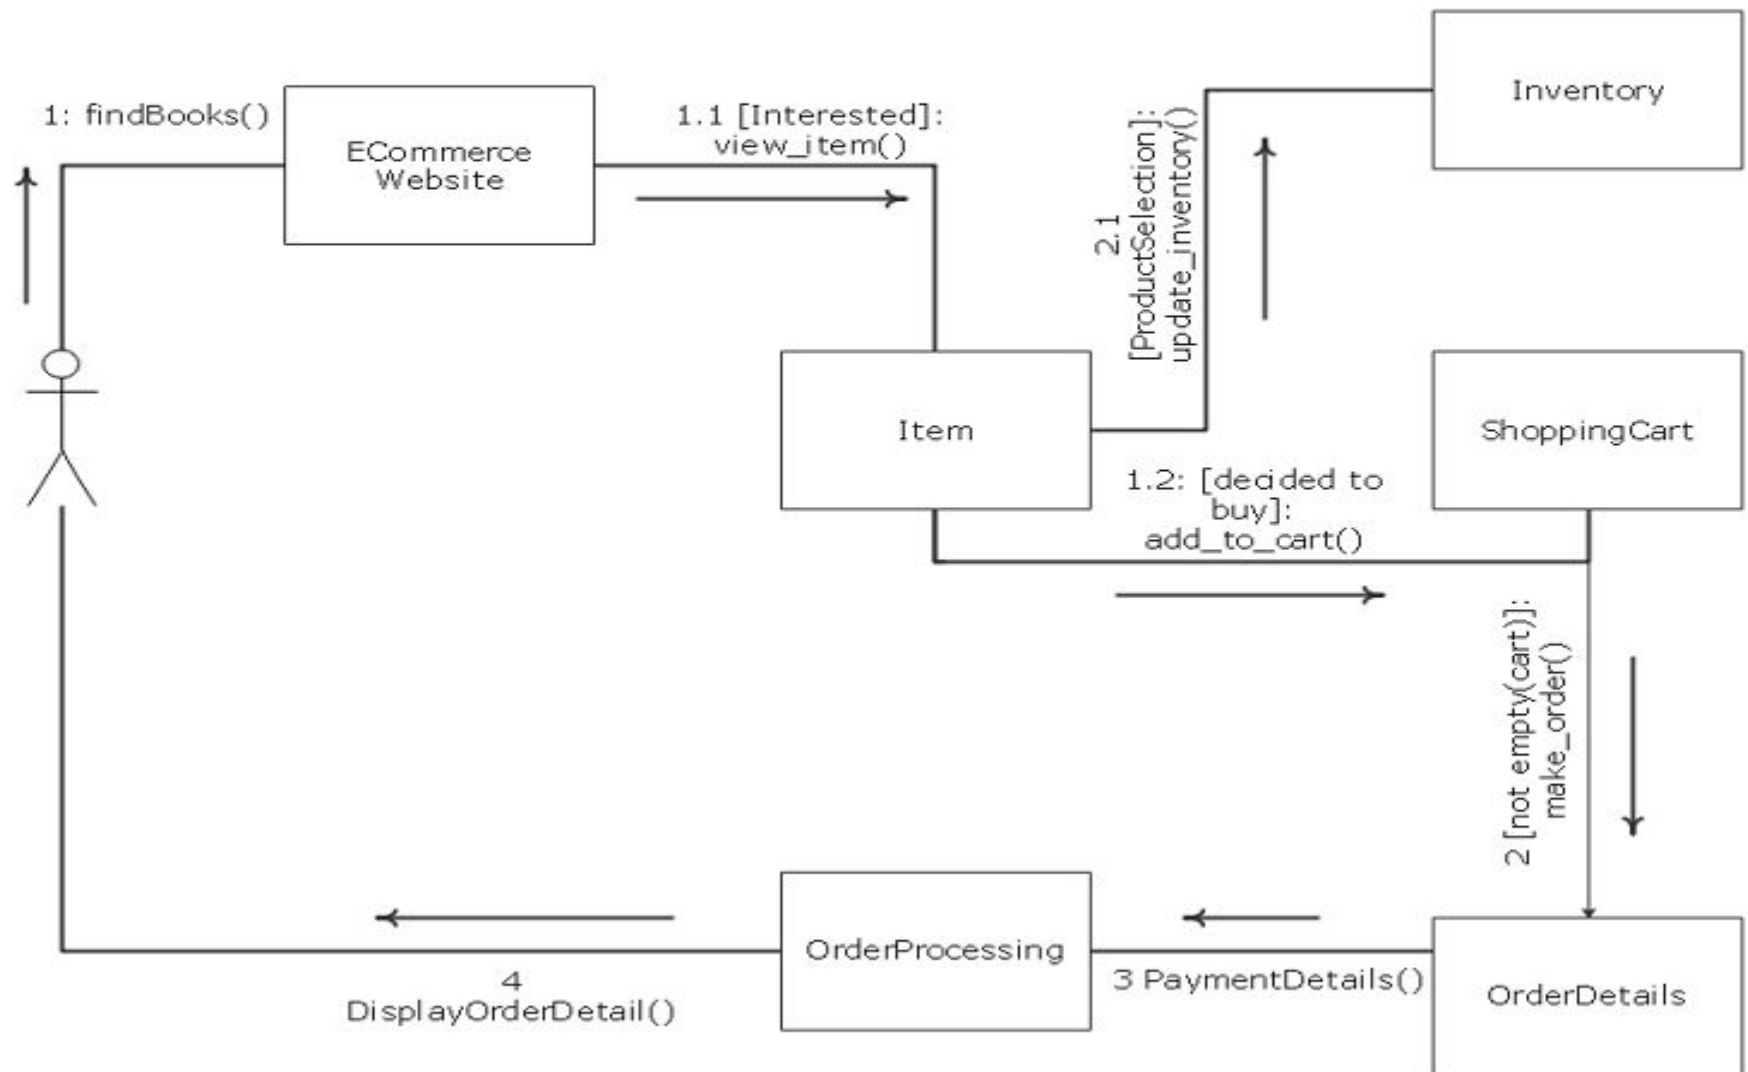 Inventory
1: findBooks()
ECommerce
Website
1.1 [Interested]:
view_item()
2.1
[ProductSelection]:
update_inventory()
Item
ShoppingCart
1.2: [decided to
buy]:
add_to_cart()
2 [not empty(cart)]:
make_order()
OrderProcessing
3 PaymentDetails()
OrderDetails
4
DisplayOrderDetail()